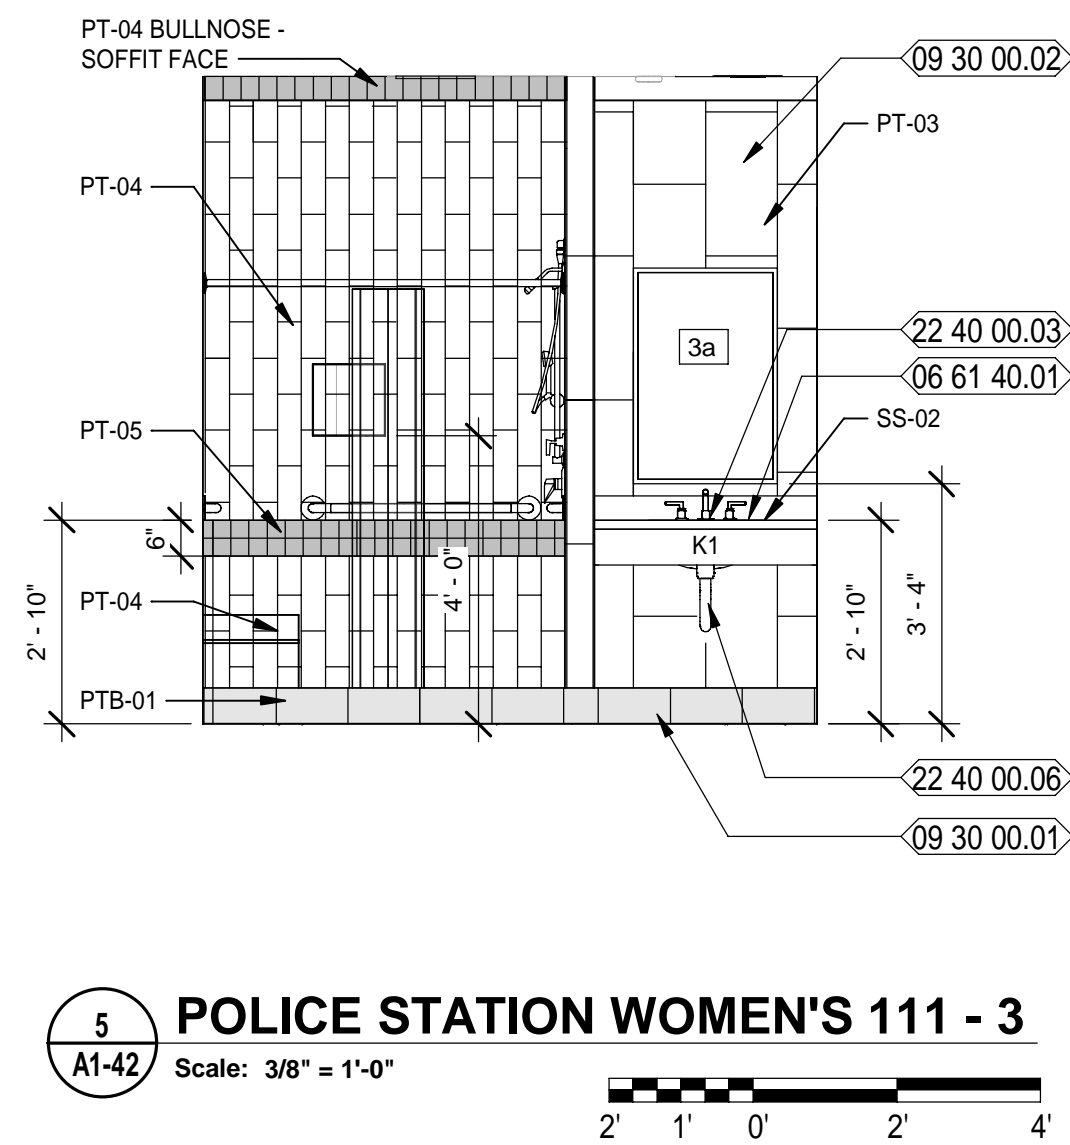 PT-04 BULLNOSE -
SOFFIT FACE
09 30 00.02
PT-03
PT-04
22 40 00.03
3a
06 61 40.01
SS-02
PT-05
6"
K1
4' - 0"
2' - 10"
2' - 10"
3' - 4"
PT-04
PTB-01
22 40 00.06
09 30 00.01
5
A1-42
POLICE STATION WOMEN'S 111 - 3
Scale: 3/8" = 1'-0"
2' 1' 0' 2' 4'